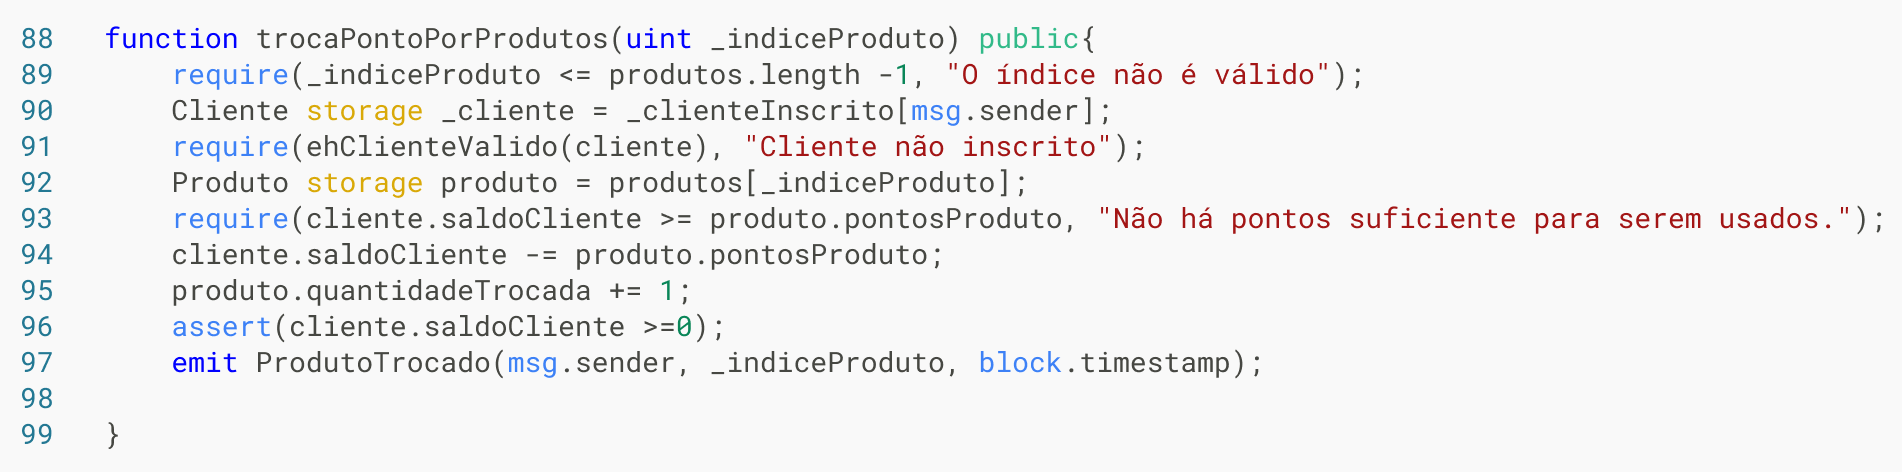 88 function trocaPontoPorProdutos(uint _indiceProduto) public{
89 require(_indiceProduto <= produtos.length -1, "O índice não é válido");
90 Cliente storage _cliente = _clienteInscrito[msg.sender];
91 require(ehClienteValido(cliente), "Cliente não inscrito");
92 Produto storage produto = produtos[_indiceProduto];
93 require(cliente.saldoCliente >= produto.pontosProduto, "Não há pontos suficiente para serem usados.");
94 cliente.saldoCliente -= produto.pontosProduto;
95 produto.quantidadeTrocada += 1;
96 assert(cliente.saldoCliente >=0);
97 emit ProdutoTrocado(msg.sender, _indiceProduto, block.timestamp);
98
99 }